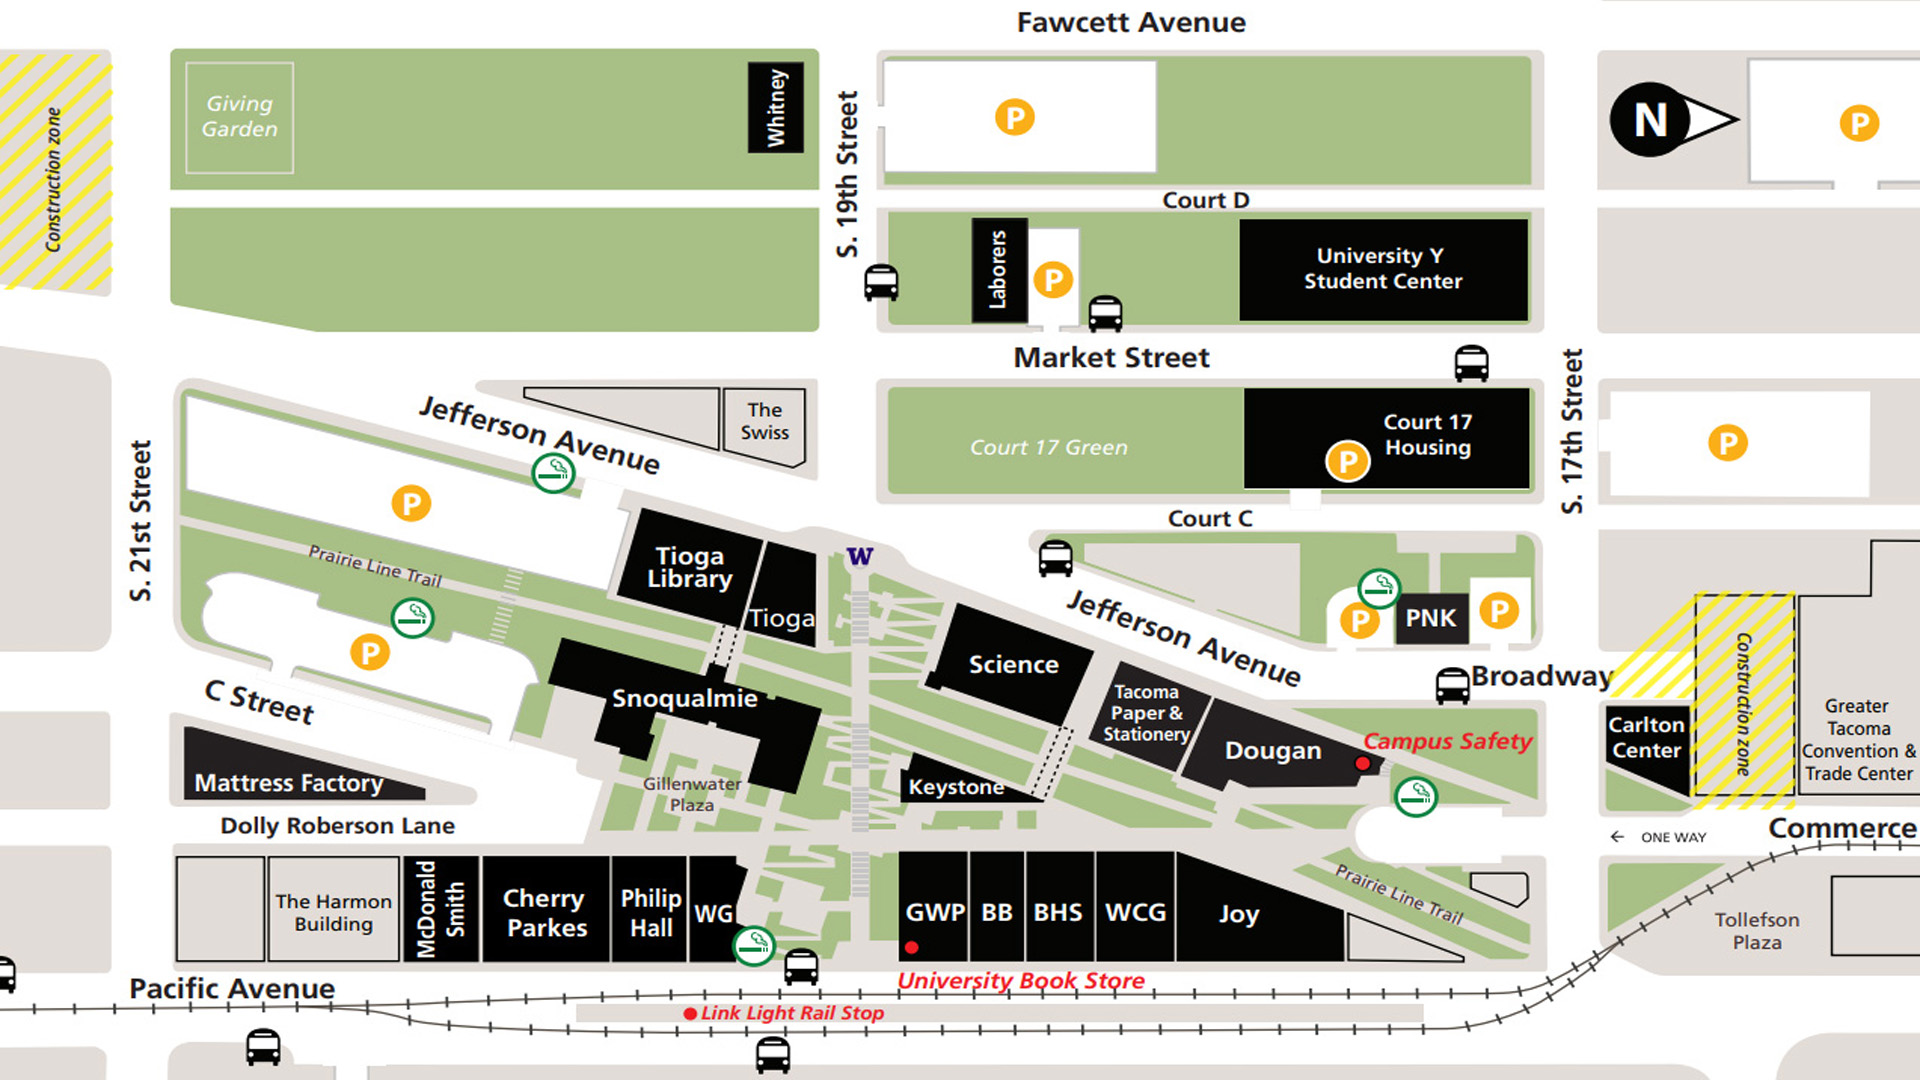 Fawcett Avenue
Construction zone
Giving
Garden
Whitney
S. 19th Street
P
N
P
Court D
Laborers
P
University Y
Student Center
Market Street
The
Swiss
Jefferson Avenue
Court 17 Green
Court 17
Housing
P
S. 17th Street
P
S. 21st Street
P
Court C
Prairie Line Trail
Tioga
Library
Tioga
W
Jefferson Avenue
P
PNK
P
P
C Street
Snoqualmie
Science
Tacoma
Paper &
Stationery
Dougan
Campus Safety
Broadway
Carlton
Center
Construction zone
Greater
Tacoma
Convention &
Trade Center
Mattress Factory
Gillenwater
Plaza
Keystone
Dolly Roberson Lane
ONE WAY
Commerce
The Harmon
Building
McDonald
Smith
Cherry
Parkes
Philip
Hall
WG
GWP
BB
BHS
WCG
Joy
Prairie Line Trail
Tollefson
Plaza
Pacific Avenue
University Book Store
Link Light Rail Stop